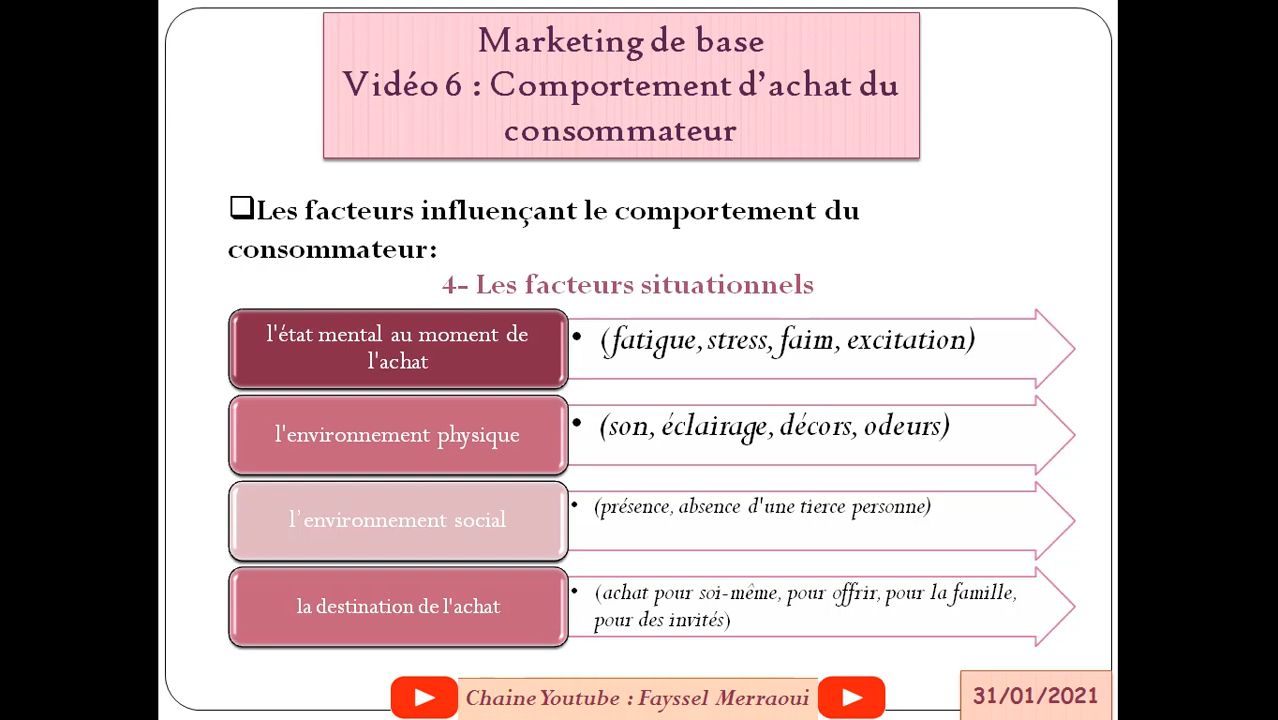 Marketing de base
Vidéo 6 : Comportement d’achat du
consommateur
❑Les facteurs influençant le comportement du
consommateur:
4- Les facteurs situationnels
l'état mental au moment de
l'achat
• (fatigue, stress, faim, excitation)
l'environnement physique
• (son, éclairage, décors, odeurs)
l’environnement social
• (présence, absence d'une tierce personne)
la destination de l'achat
• (achat pour soi-même, pour offrir, pour la famille,
pour des invités)
Chaine Youtube : Fayssel Merraoui
31/01/2021